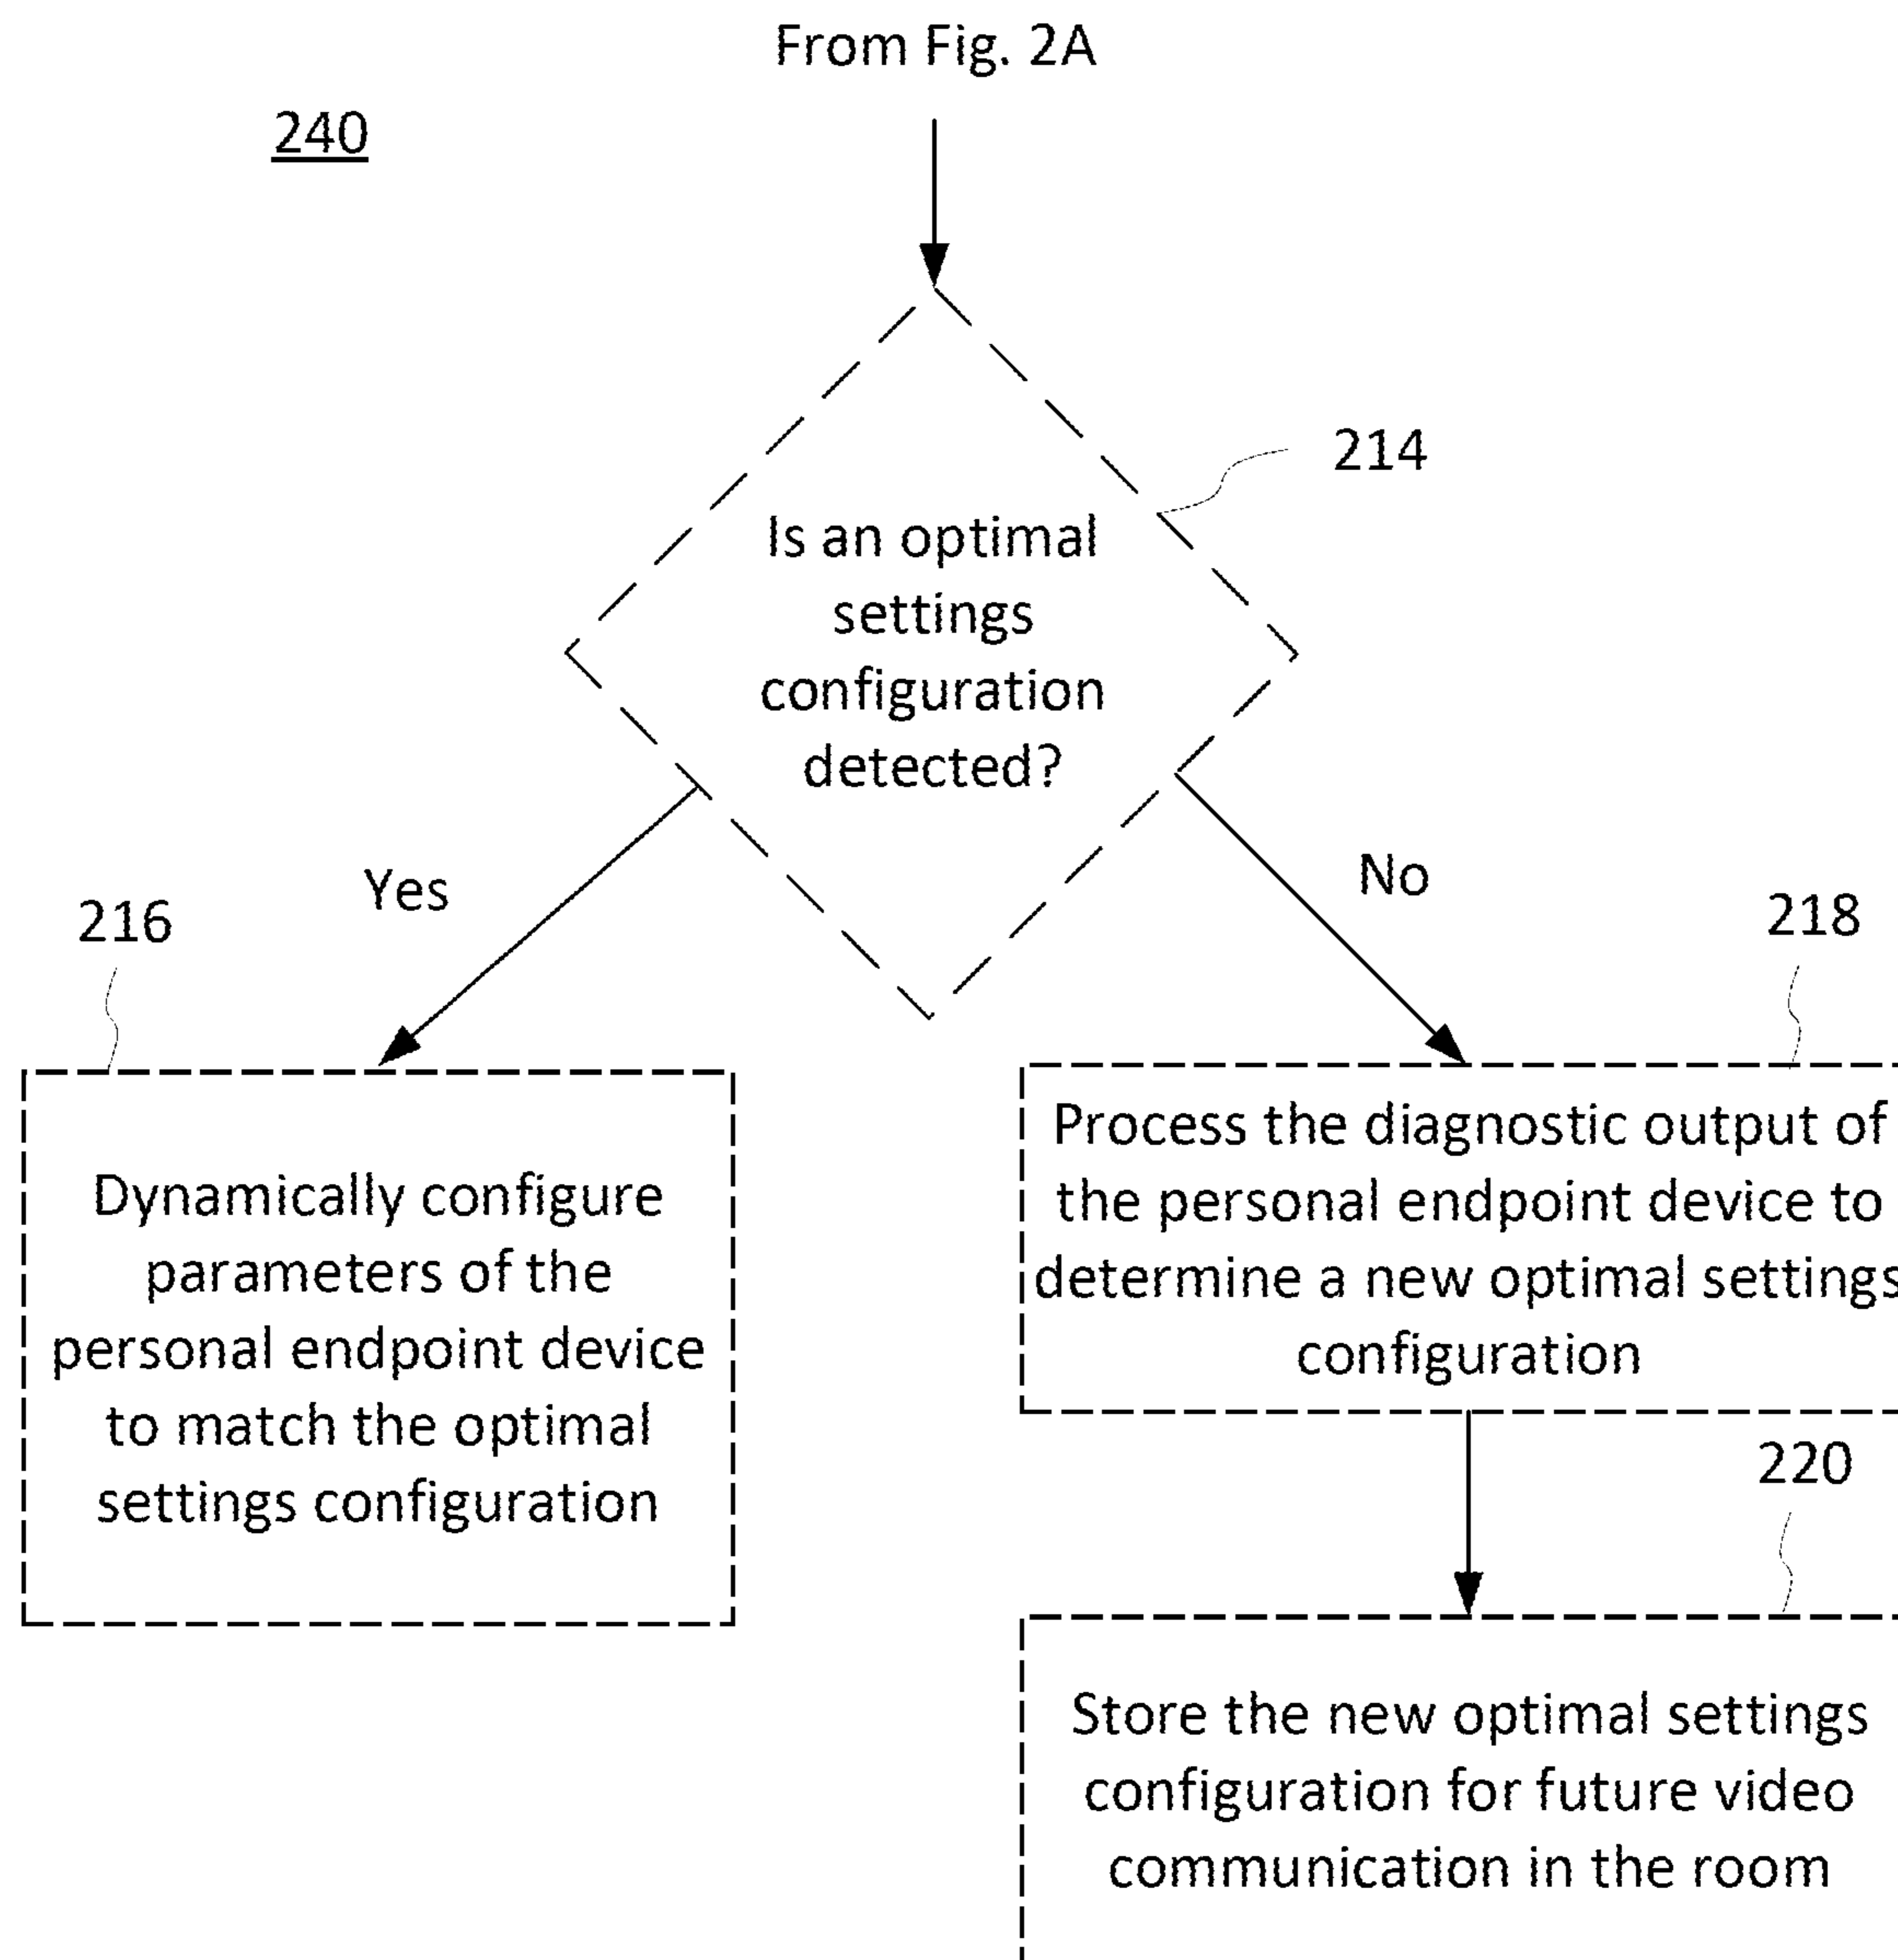 From Fig. 2A
240
214
Is an optimal
settings
configuration
detected?
Yes
No
216
218
Dynamically configure
parameters of the
personal endpoint device
to match the optimal
settings configuration
Process the diagnostic output of
the personal endpoint device to
determine a new optimal settings
configuration
220
Store the new optimal settings
configuration for future video
communication in the room